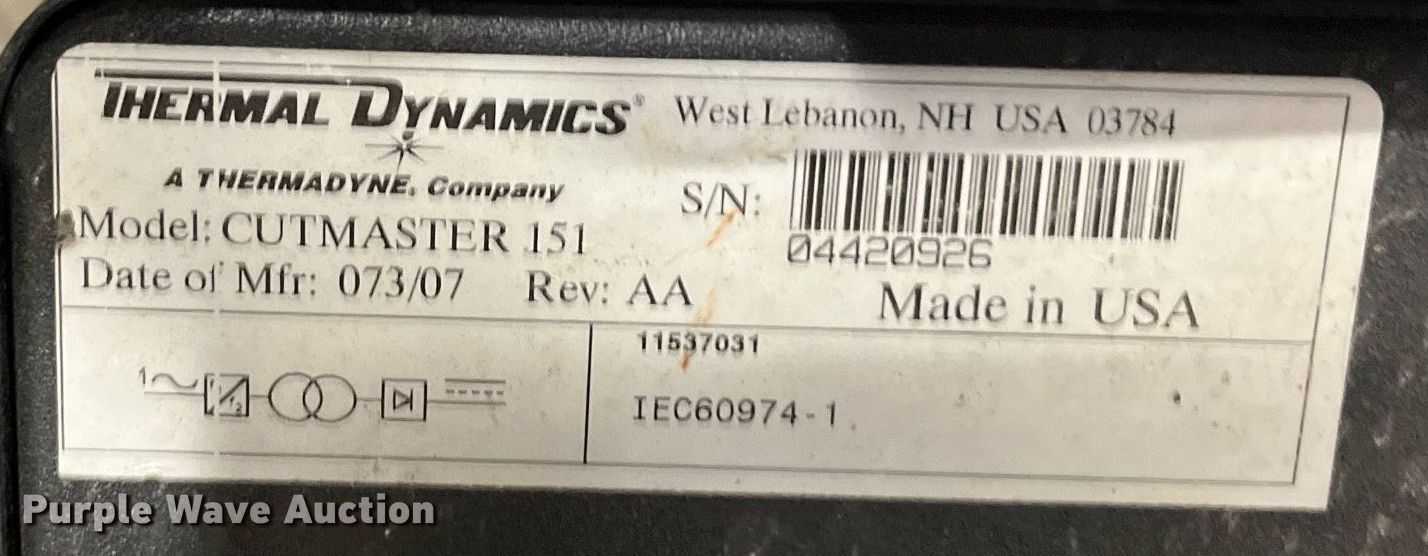 THERMAL DYNAMICS® West Lebanon, NH USA 03784
A THERMADYNE® Company
S/N:
04420926
Model: CUTMASTER 151
Date of Mfr: 073/07 Rev: AA Made in USA
11537031
1~
IEC60974-1
Purple Wave Auction